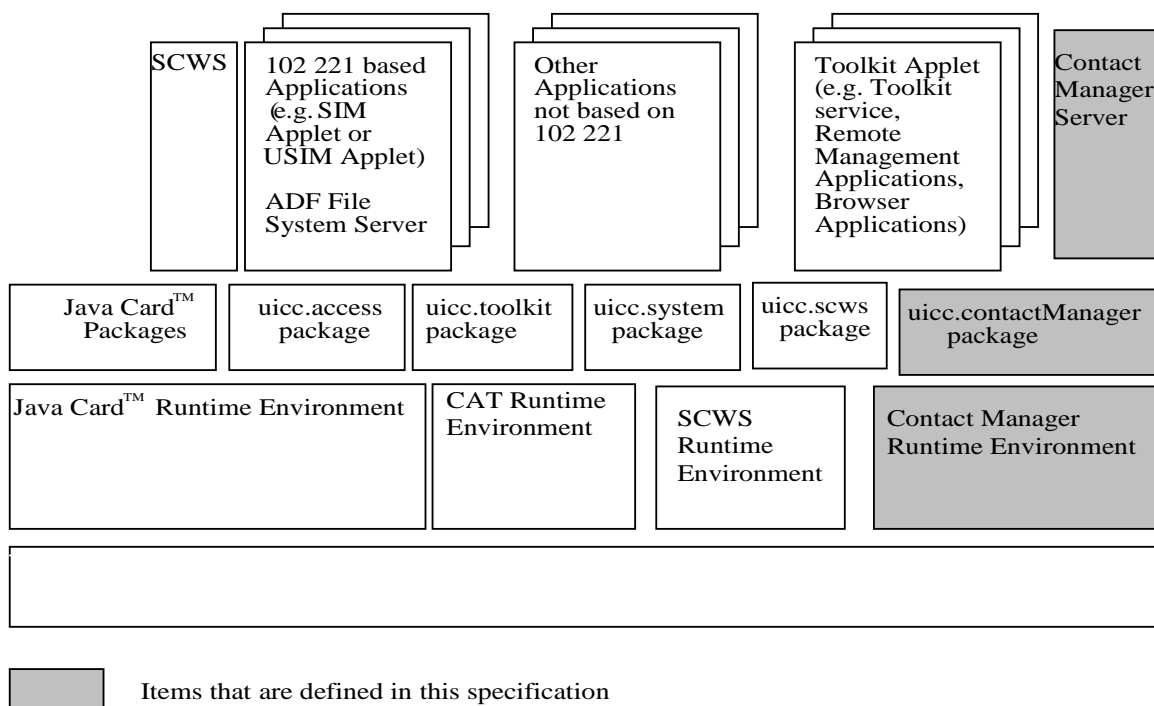 SCWS
102 221 based
Applications
(e.g. SIM
Applet or
USIM Applet)
ADF File
System Server
Other
Applications
not based on
102 221
Toolkit Applet
(e.g. Toolkit
service,
Remote
Management
Applications,
Browser
Applications)
Contact
Manager
Server
Java Card™
Packages
uicc.access
package
uicc.toolkit
package
uicc.system
package
uicc.scws
package
uicc.contactManager
package
Java Card™ Runtime Environment
CAT Runtime
Environment
SCWS
Runtime
Environment
Contact Manager
Runtime Environment
Items that are defined in this specification